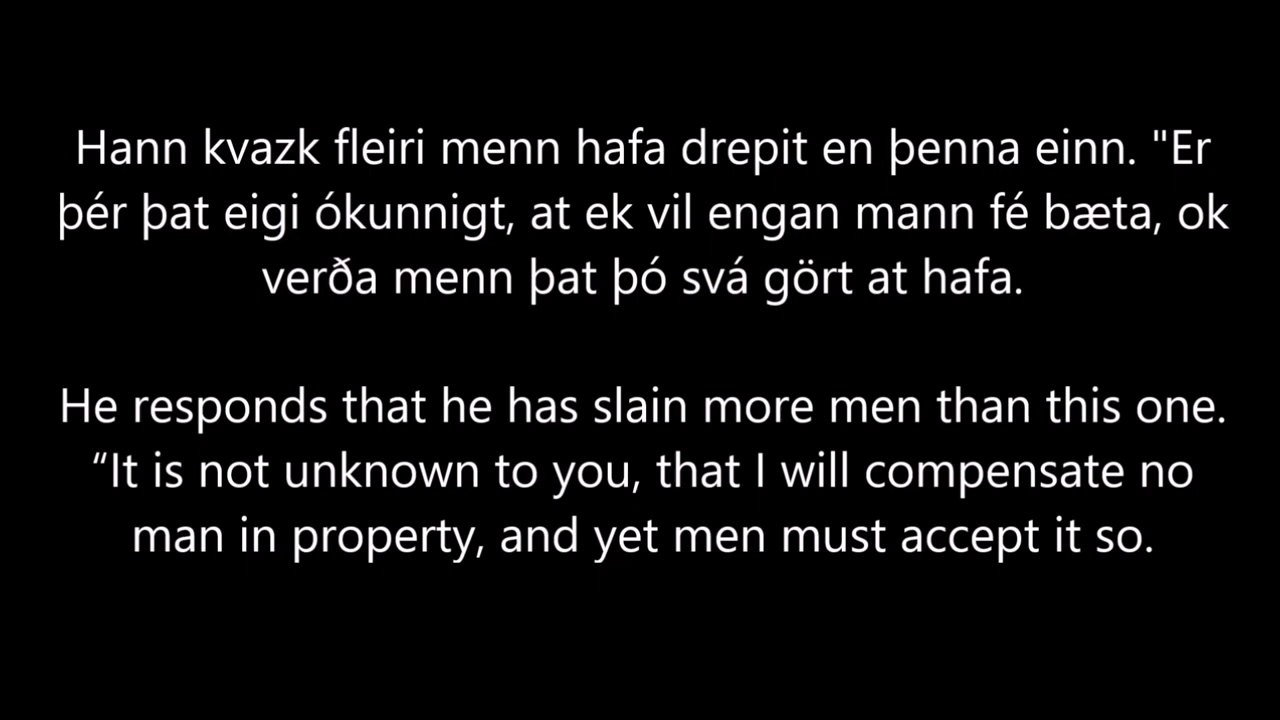 Hann kvazk fleiri menn hafa drepit en þenna einn. "Er
þér þat eigi ókunnigt, at ek vil engan mann fé bæta, ok
verða menn þat þó svá gört at hafa.
He responds that he has slain more men than this one.
“It is not unknown to you, that I will compensate no
man in property, and yet men must accept it so.